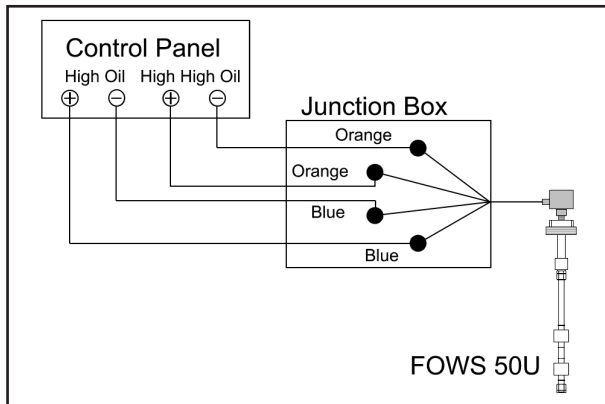 Control Panel
High Oil High High Oil
+ − + −
Junction Box
Orange
Orange
Blue
Blue
FOWS 50U